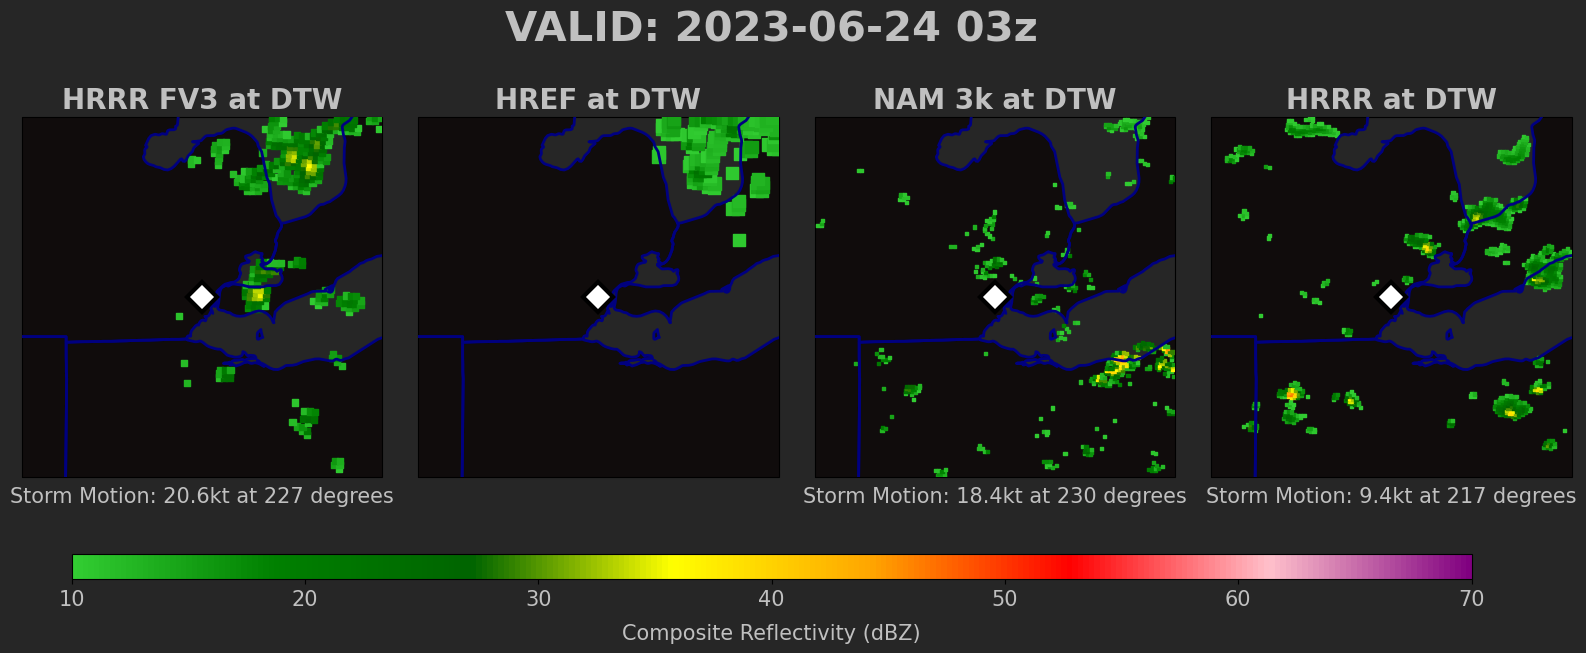 VALID: 2023-06-24 03z
HRRR FV3 at DTW
HREF at DTW
NAM 3k at DTW
HRRR at DTW
Storm Motion: 20.6kt at 227 degrees
Storm Motion: 18.4kt at 230 degrees
Storm Motion: 9.4kt at 217 degrees
10 20 30 40 50 60 70
Composite Reflectivity (dBZ)